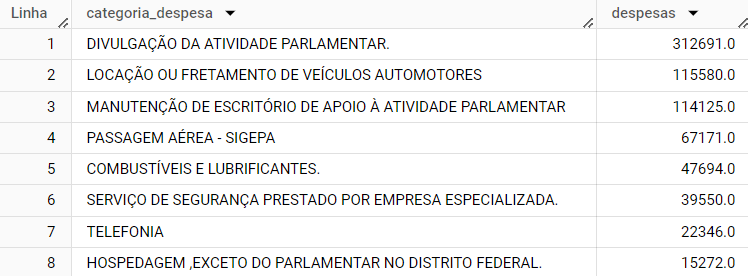 Linha categoria_despesa despesas
1 DIVULGAÇÃO DA ATIVIDADE PARLAMENTAR. 312691.0
2 LOCAÇÃO OU FRETAMENTO DE VEÍCULOS AUTOMOTORES 115580.0
3 MANUTENÇÃO DE ESCRITÓRIO DE APOIO À ATIVIDADE PARLAMENTAR 114125.0
4 PASSAGEM AÉREA - SIGEPA 67171.0
5 COMBUSTÍVEIS E LUBRIFICANTES. 47694.0
6 SERVIÇO DE SEGURANÇA PRESTADO POR EMPRESA ESPECIALIZADA. 39550.0
7 TELEFONIA 22346.0
8 HOSPEDAGEM ,EXCETO DO PARLAMENTAR NO DISTRITO FEDERAL. 15272.0